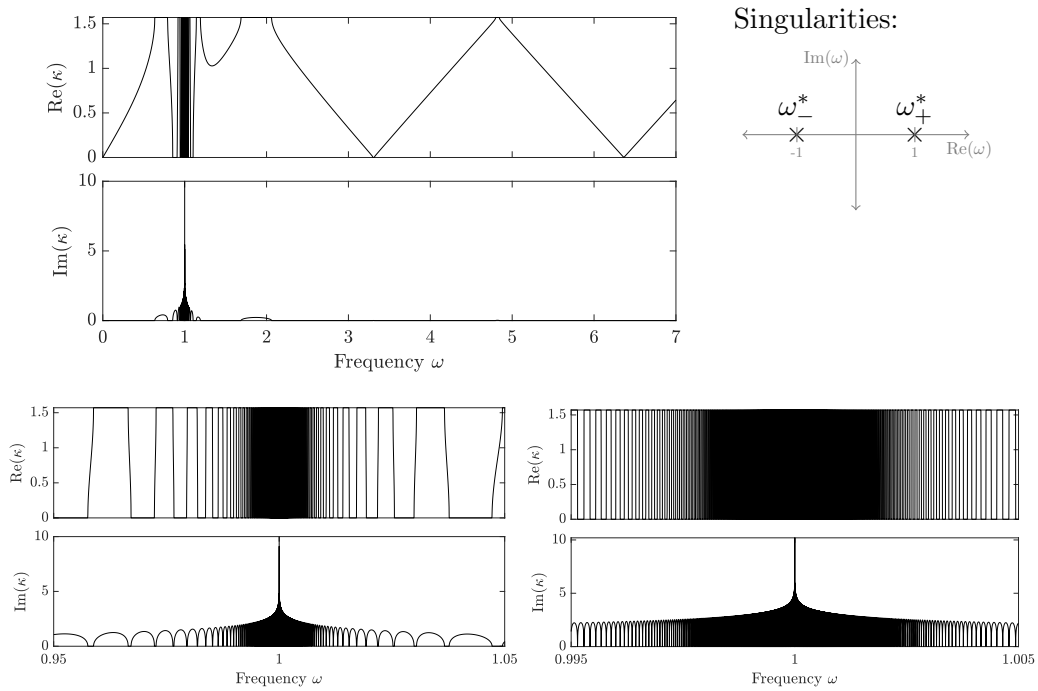 Singularities:
Im(ω)
ω*₋
ω*₊
-1
1
Re(ω)
1.5
1
0.5
0
Re(κ)
10
5
0
Im(κ)
0 1 2 3 4 5 6 7
Frequency ω
1.5
1
0.5
0
Re(κ)
10
5
0
Im(κ)
0.95 1 1.05
Frequency ω
1.5
1
0.5
0
Re(κ)
10
5
0
Im(κ)
0.995 1 1.005
Frequency ω